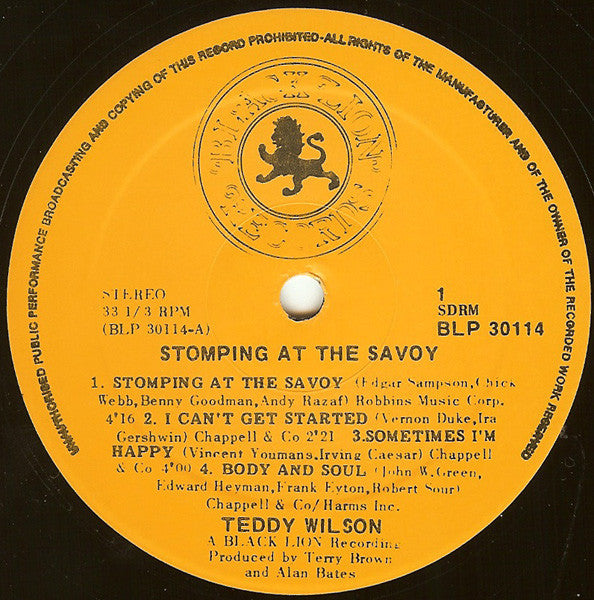 UNAUTHORISED PUBLIC PERFORMANCE BROADCASTING AND COPYING OF THIS RECORD PROHIBITED-ALL RIGHTS OF THE MANUFACTURER AND OF THE OWNER OF THE RECORDED WORK RESERVED
BLACK LION
RECORDS
STEREO
33 1/3 RPM
(BLP 30114-A)
1
SDRM
BLP 30114
STOMPING AT THE SAVOY
1. STOMPING AT THE SAVOY (Edgar Sampson,Chick
Webb,Benny Goodman,Andy Razaf) Robbins Music Corp.
4'16 2. I CAN'T GET STARTED (Vernon Duke,Ira
Gershwin) Chappell & Co 2'21 3.SOMETIMES I'M
HAPPY (Vincent Youmans,Irving Caesar) Chappell
& Co 4'00 4. BODY AND SOUL (John W.Green,
Edward Heyman,Frank Eyton,Robert Sour)
Chappell & Co/Harms Inc.
TEDDY WILSON
A BLACK LION Recording
Produced by Terry Brown
and Alan Bates